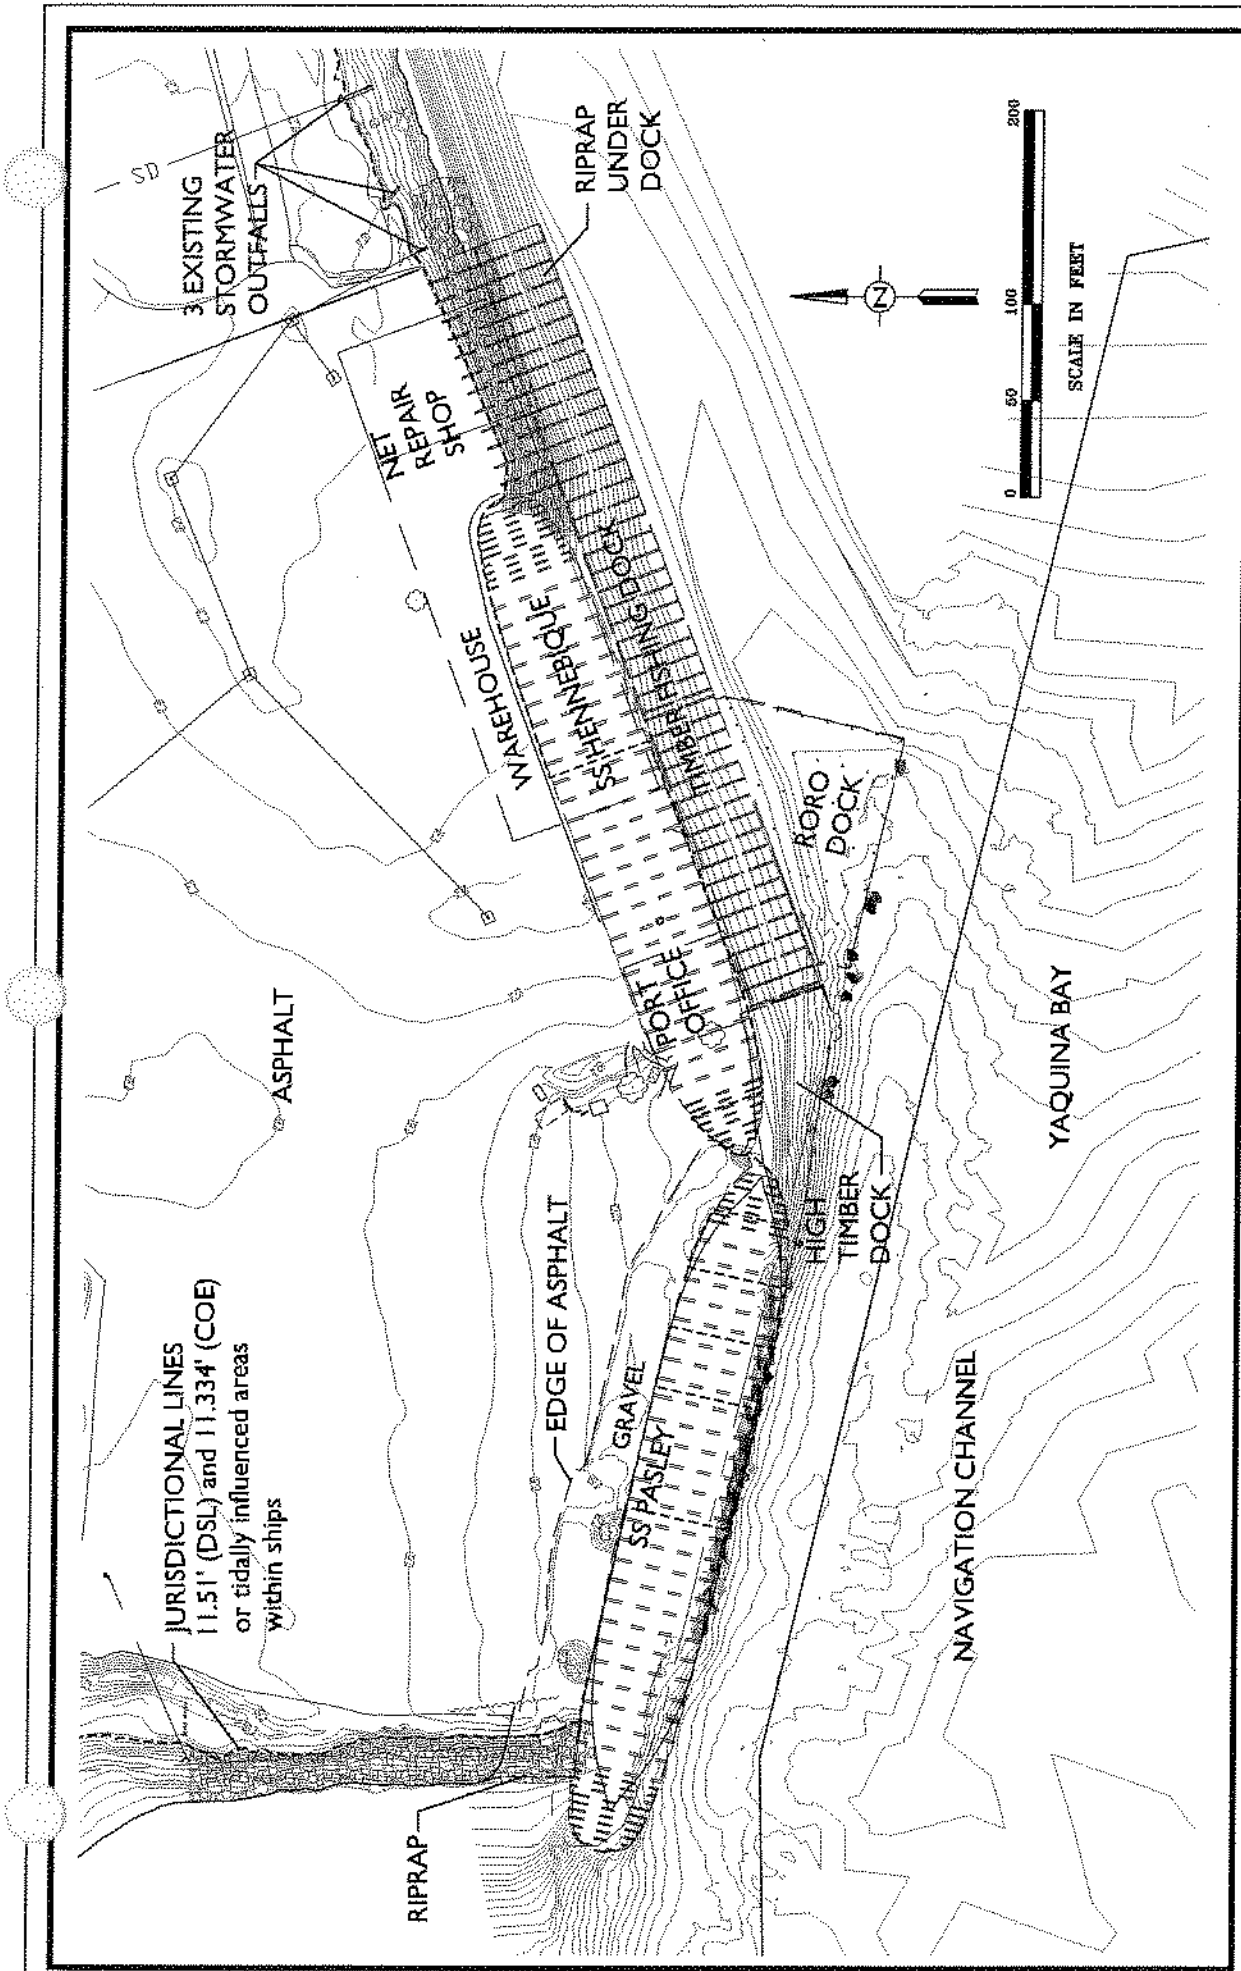 JURISDICTIONAL LINES
11.51' (DSL) and 11.334' (COE)
or tidally influenced areas
within ships
ASPHALT
3 EXISTING
STORMWATER
OUTFALLS
SD
RIPRAP
EDGE OF ASPHALT
GRAVEL
SS PASLEY
PORT
OFFICE
WAREHOUSE
SS HENNEBIQUE
NET
REPAIR
SHOP
TIMBER FISHING DOCK
RIPRAP
UNDER
DOCK
HIGH
TIMBER
DOCK
RORO
DOCK
NAVIGATION CHANNEL
YAQUINA BAY
N
0 50 100 200
SCALE IN FEET